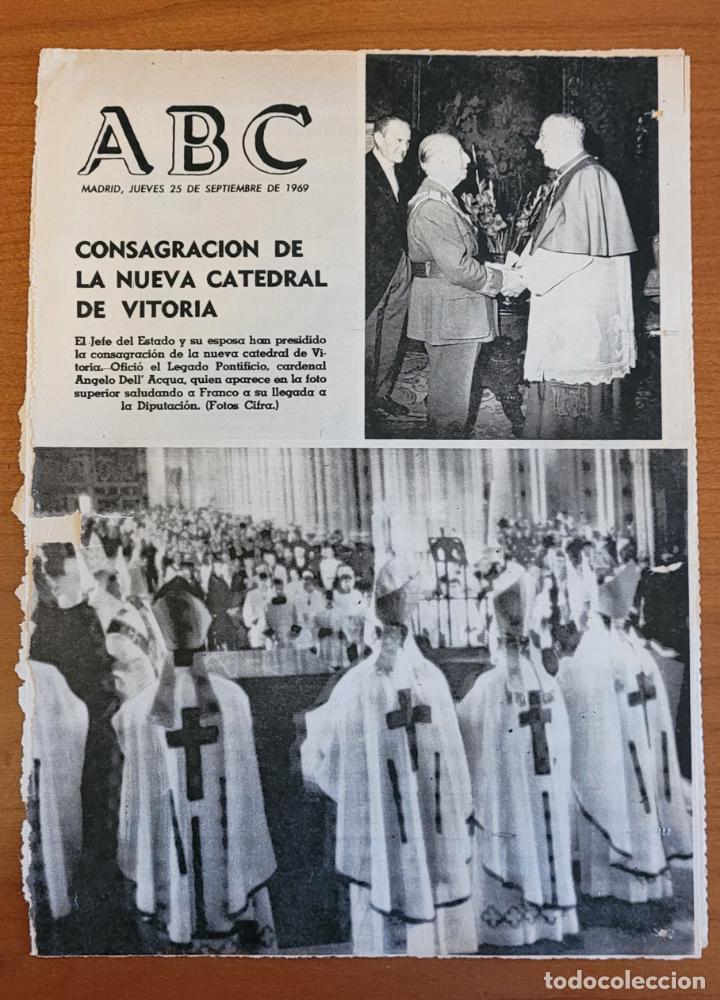 ABC
MADRID, JUEVES 25 DE SEPTIEMBRE DE 1969
CONSAGRACION DE
LA NUEVA CATEDRAL
DE VITORIA
El Jefe del Estado y su esposa han presidido
la consagración de la nueva catedral de Vi-
toria. Ofició el Legado Pontificio, cardenal
Angelo Dell' Acqua, quien aparece en la foto
superior saludando a Franco a su llegada a
la Diputación. (Fotos Cifra.)
todocoleccion